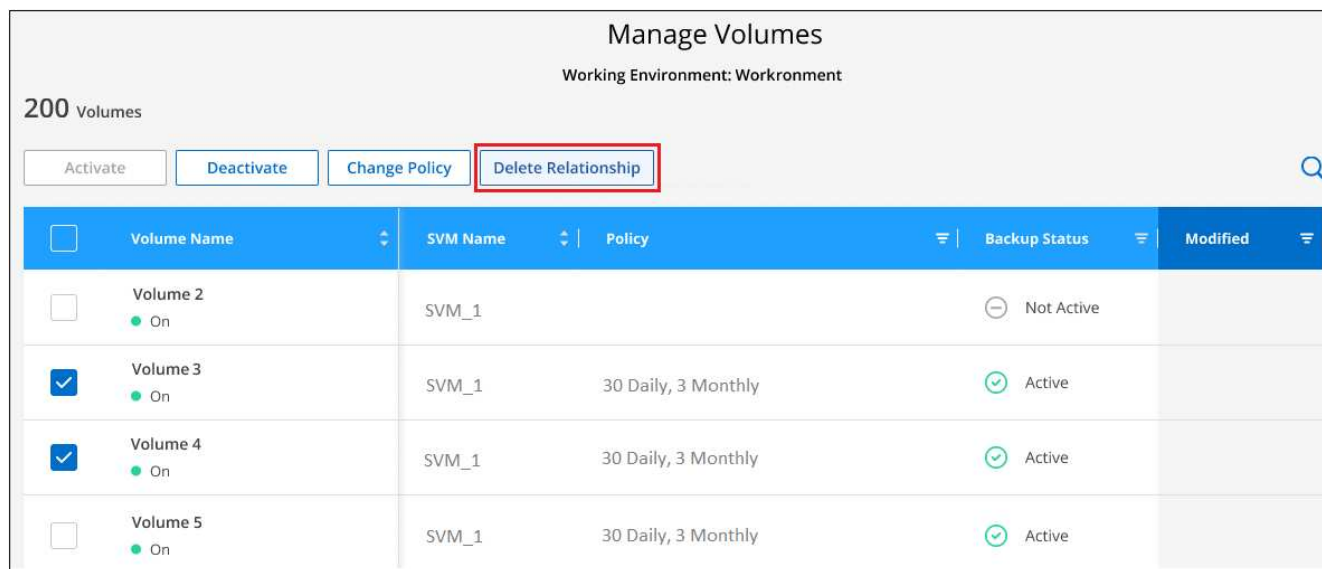 Manage Volumes
Working Environment: Workronment
200 Volumes
Activate Deactivate Change Policy Delete Relationship
Volume Name SVM Name Policy Backup Status Modified
Volume 2
On
SVM_1 Not Active
Volume 3
On
SVM_1 30 Daily, 3 Monthly Active
Volume 4
On
SVM_1 30 Daily, 3 Monthly Active
Volume 5
On
SVM_1 30 Daily, 3 Monthly Active